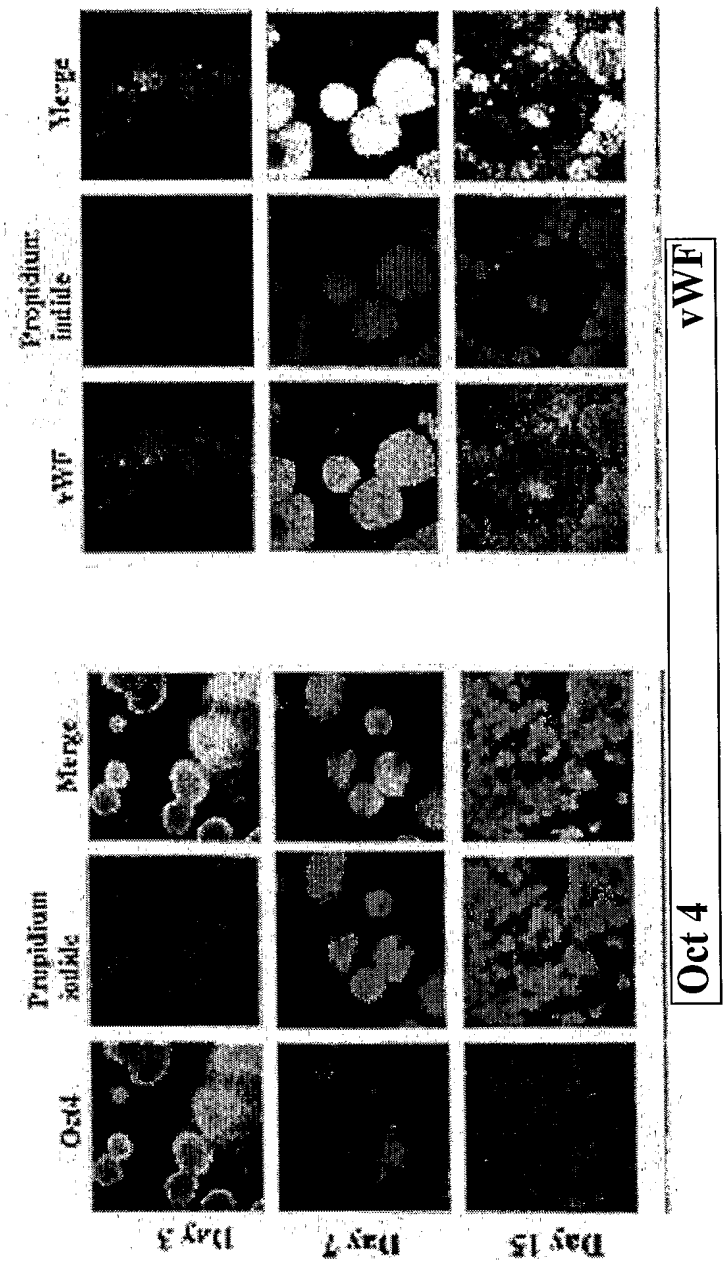 Oct4
Propidium
iodide
Merge
vWF
Propidium
iodide
Merge
Day 3
Day 7
Day 15
Oct 4 vWF